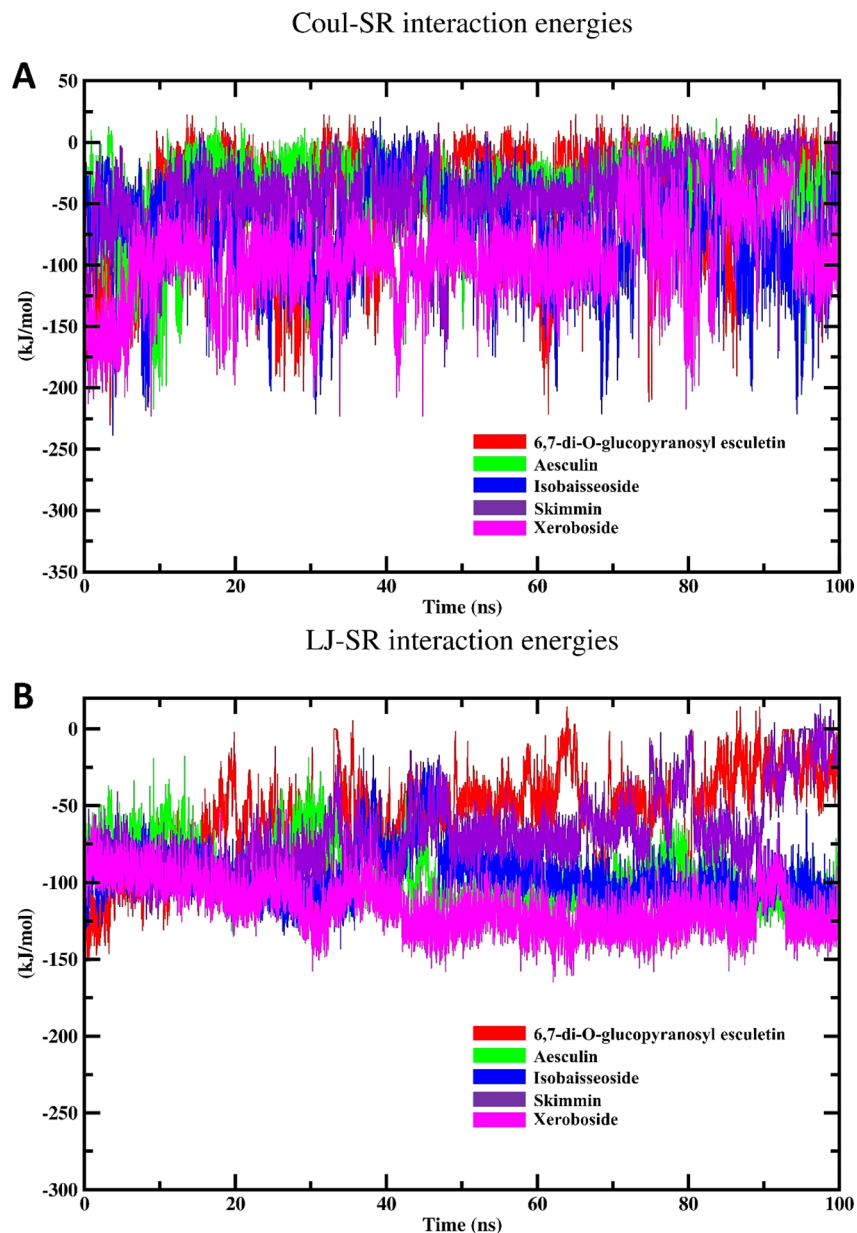 Coul-SR interaction energies
A
50
0
-50
-100
-150
-200
-250
-300
-350
(kJ/mol)
6,7-di-O-glucopyranosyl esculetin
Aesculin
Isobaisseoside
Skimmin
Xeroboside
0 20 40 60 80 100
Time (ns)
LJ-SR interaction energies
B
0
-50
-100
-150
-200
-250
-300
(kJ/mol)
6,7-di-O-glucopyranosyl esculetin
Aesculin
Isobaisseoside
Skimmin
Xeroboside
0 20 40 60 80 100
Time (ns)